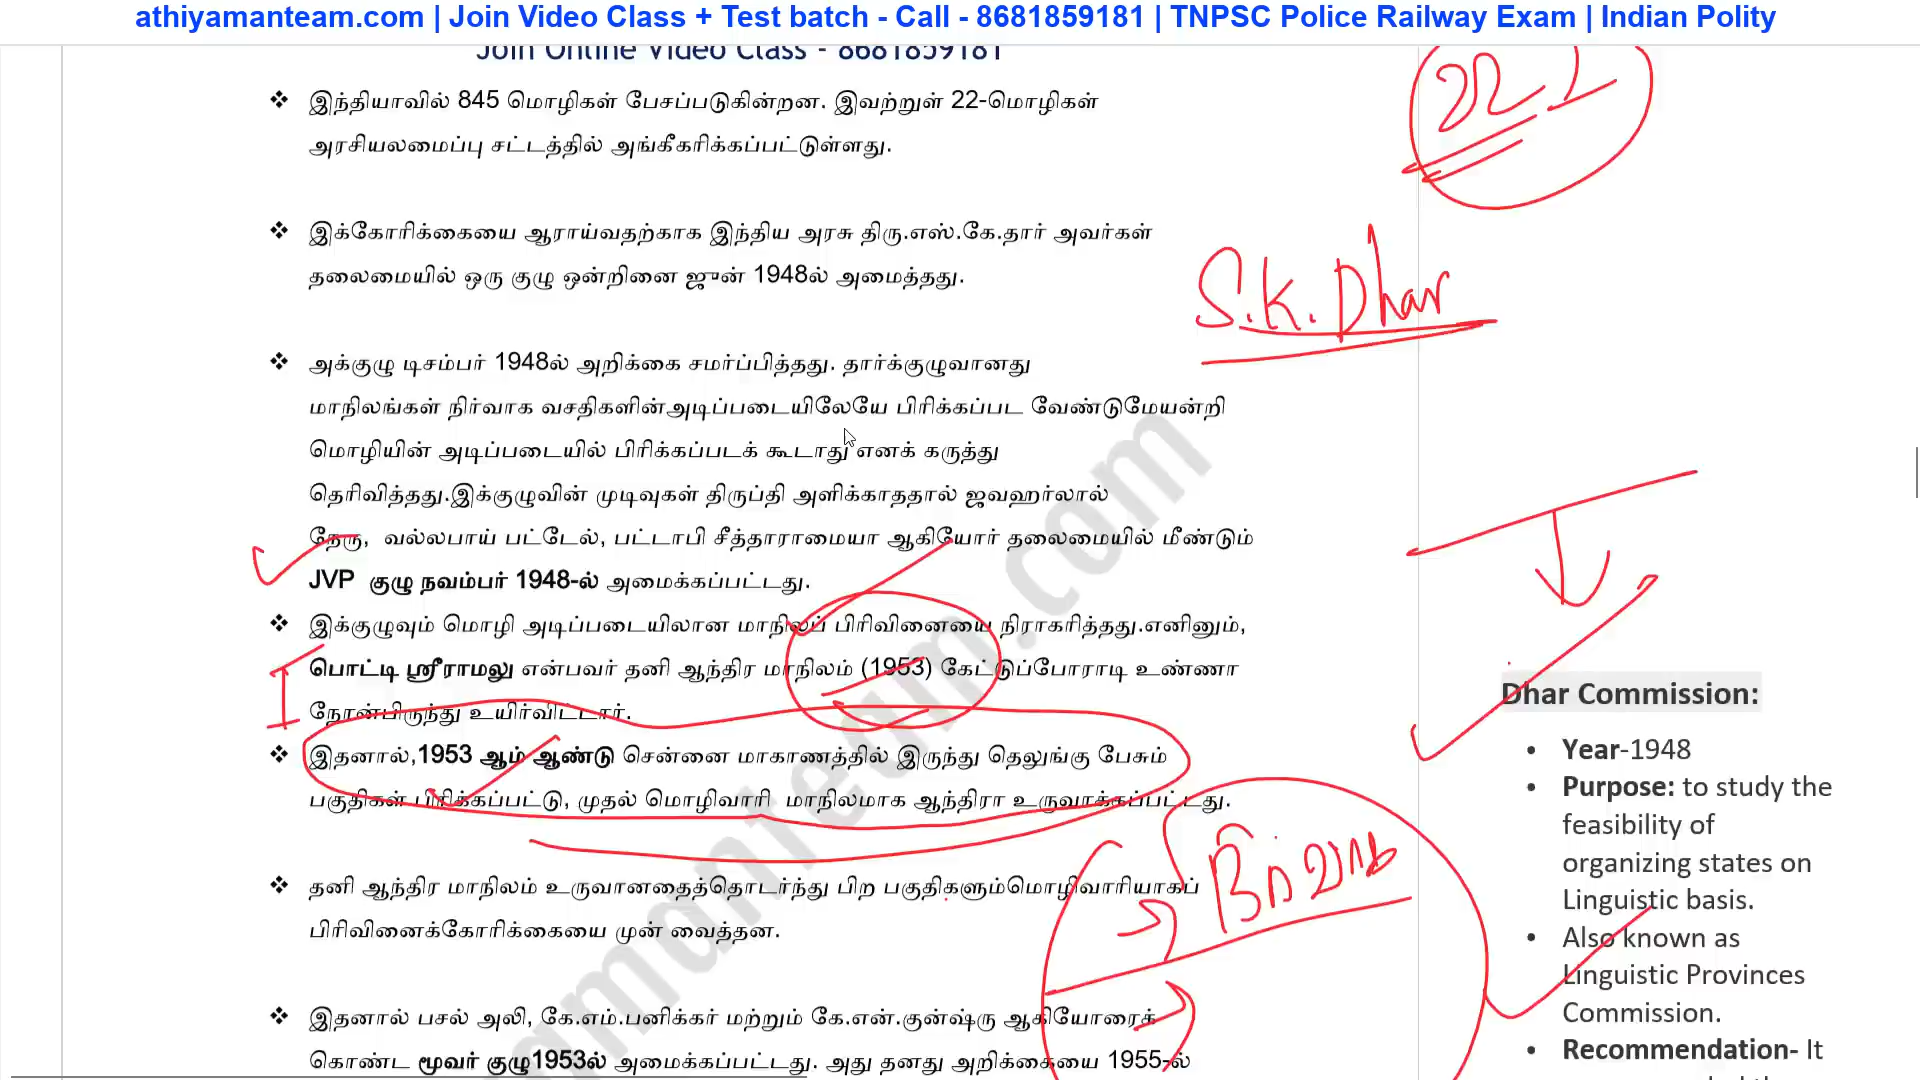 athiyamanteam.com | Join Video Class + Test batch - Call - 8681859181 | TNPSC Police Railway Exam | Indian Polity
Join Online Video Class - 8681859181
❖ இந்தியாவில் 845 மொழிகள் பேசப்படுகின்றன. இவற்றுள் 22-மொழிகள்
அரசியலமைப்பு சட்டத்தில் அங்கீகரிக்கப்பட்டுள்ளது.
22
❖ இக்கோரிக்கையை ஆராய்வதற்காக இந்திய அரசு திரு.எஸ்.கே.தார் அவர்கள்
தலைமையில் ஒரு குழு ஒன்றினை ஜுன் 1948ல் அமைத்தது.
S.K. Dhar
❖ அக்குழு டிசம்பர் 1948ல் அறிக்கை சமர்ப்பித்தது. தார்க்குழுவானது
மாநிலங்கள் நிர்வாக வசதிகளின்அடிப்படையிலேயே பிரிக்கப்பட வேண்டுமேயன்றி
மொழியின் அடிப்படையில் பிரிக்கப்படக் கூடாது எனக் கருத்து
தெரிவித்தது.இக்குழுவின் முடிவுகள் திருப்தி அளிக்காததால் ஜவஹர்லால்
நேரு, வல்லபாய் பட்டேல், பட்டாபி சீத்தாராமையா ஆகியோர் தலைமையில் மீண்டும்
JVP குழு நவம்பர் 1948-ல் அமைக்கப்பட்டது.
❖ இக்குழுவும் மொழி அடிப்படையிலான மாநிலப் பிரிவினையை நிராகரித்தது.எனினும்,
பொட்டி ஸ்ரீராமலு என்பவர் தனி ஆந்திர மாநிலம் (1953) கேட்டுப்போராடி உண்ணா
நோன்பிருந்து உயிர்விட்டார்.
❖ இதனால்,1953 ஆம் ஆண்டு சென்னை மாகாணத்தில் இருந்து தெலுங்கு பேசும்
பகுதிகள் பிரிக்கப்பட்டு, முதல் மொழிவாரி மாநிலமாக ஆந்திரா உருவாக்கப்பட்டது.
❖ தனி ஆந்திர மாநிலம் உருவானதைத்தொடர்ந்து பிற பகுதிகளும்மொழிவாரியாகப்
பிரிவினைக்கோரிக்கையை முன் வைத்தன.
❖ இதனால் பசல் அலி, கே.எம்.பனிக்கர் மற்றும் கே.என்.குன்ஷ்ரு ஆகியோரைக்
கொண்ட மூவர் குழு1953ல் அமைக்கப்பட்டது. அது தனது அறிக்கையை 1955-ல்
Dhar Commission:
• Year-1948
• Purpose: to study the
feasibility of
organizing states on
Linguistic basis.
• Also known as
Linguistic Provinces
Commission.
• Recommendation- It